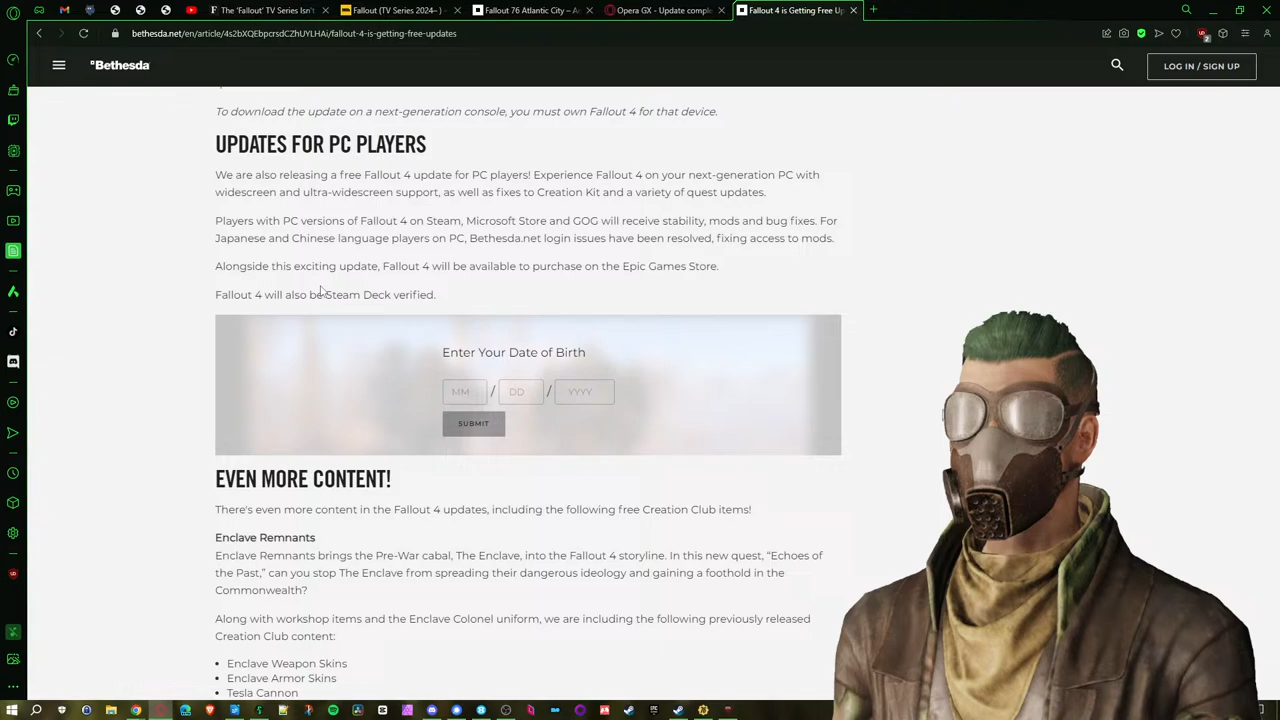 The 'Fallout' TV Series Isn't
Fallout (TV Series 2024– )
Fallout 76 Atlantic City –
Opera GX - Update comple
Fallout 4 is Getting Free Up
bethesda.net/en/article/4s2bXQEbpcrsdCZhUYLHAi/fallout-4-is-getting-free-updates
2
Bethesda
LOG IN / SIGN UP
To download the update on a next-generation console, you must own Fallout 4 for that device.
UPDATES FOR PC PLAYERS
We are also releasing a free Fallout 4 update for PC players! Experience Fallout 4 on your next-generation PC with
widescreen and ultra-widescreen support, as well as fixes to Creation Kit and a variety of quest updates.
Players with PC versions of Fallout 4 on Steam, Microsoft Store and GOG will receive stability, mods and bug fixes. For
Japanese and Chinese language players on PC, Bethesda.net login issues have been resolved, fixing access to mods.
Alongside this exciting update, Fallout 4 will be available to purchase on the Epic Games Store.
Fallout 4 will also be Steam Deck verified.
Enter Your Date of Birth
MM / DD / YYYY
SUBMIT
EVEN MORE CONTENT!
There's even more content in the Fallout 4 updates, including the following free Creation Club items!
Enclave Remnants
Enclave Remnants brings the Pre-War cabal, The Enclave, into the Fallout 4 storyline. In this new quest, “Echoes of
the Past,” can you stop The Enclave from spreading their dangerous ideology and gaining a foothold in the
Commonwealth?
Along with workshop items and the Enclave Colonel uniform, we are including the following previously released
Creation Club content:
• Enclave Weapon Skins
• Enclave Armor Skins
• Tesla Cannon